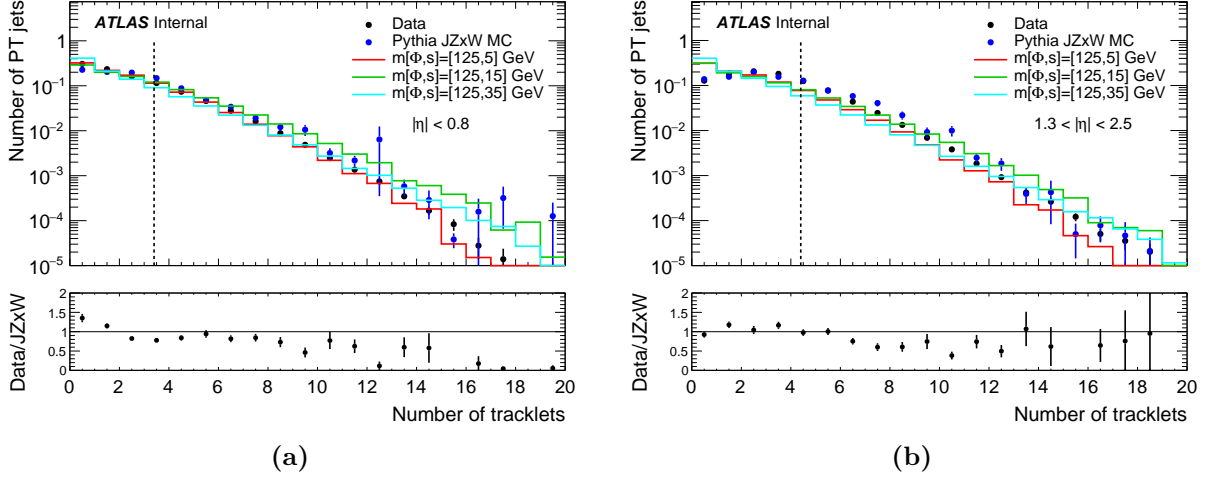 ATLAS Internal
Data
Pythia JZxW MC
m[Φ,s]=[125,5] GeV
m[Φ,s]=[125,15] GeV
m[Φ,s]=[125,35] GeV
|η| < 0.8
Number of PT jets
1
10⁻¹
10⁻²
10⁻³
10⁻⁴
10⁻⁵
Data/JZxW
2
1.5
1
0.5
0
0 2 4 6 8 10 12 14 16 18 20
Number of tracklets
(a)
ATLAS Internal
Data
Pythia JZxW MC
m[Φ,s]=[125,5] GeV
m[Φ,s]=[125,15] GeV
m[Φ,s]=[125,35] GeV
1.3 < |η| < 2.5
Number of PT jets
1
10⁻¹
10⁻²
10⁻³
10⁻⁴
10⁻⁵
Data/JZxW
2
1.5
1
0.5
0
0 2 4 6 8 10 12 14 16 18 20
Number of tracklets
(b)